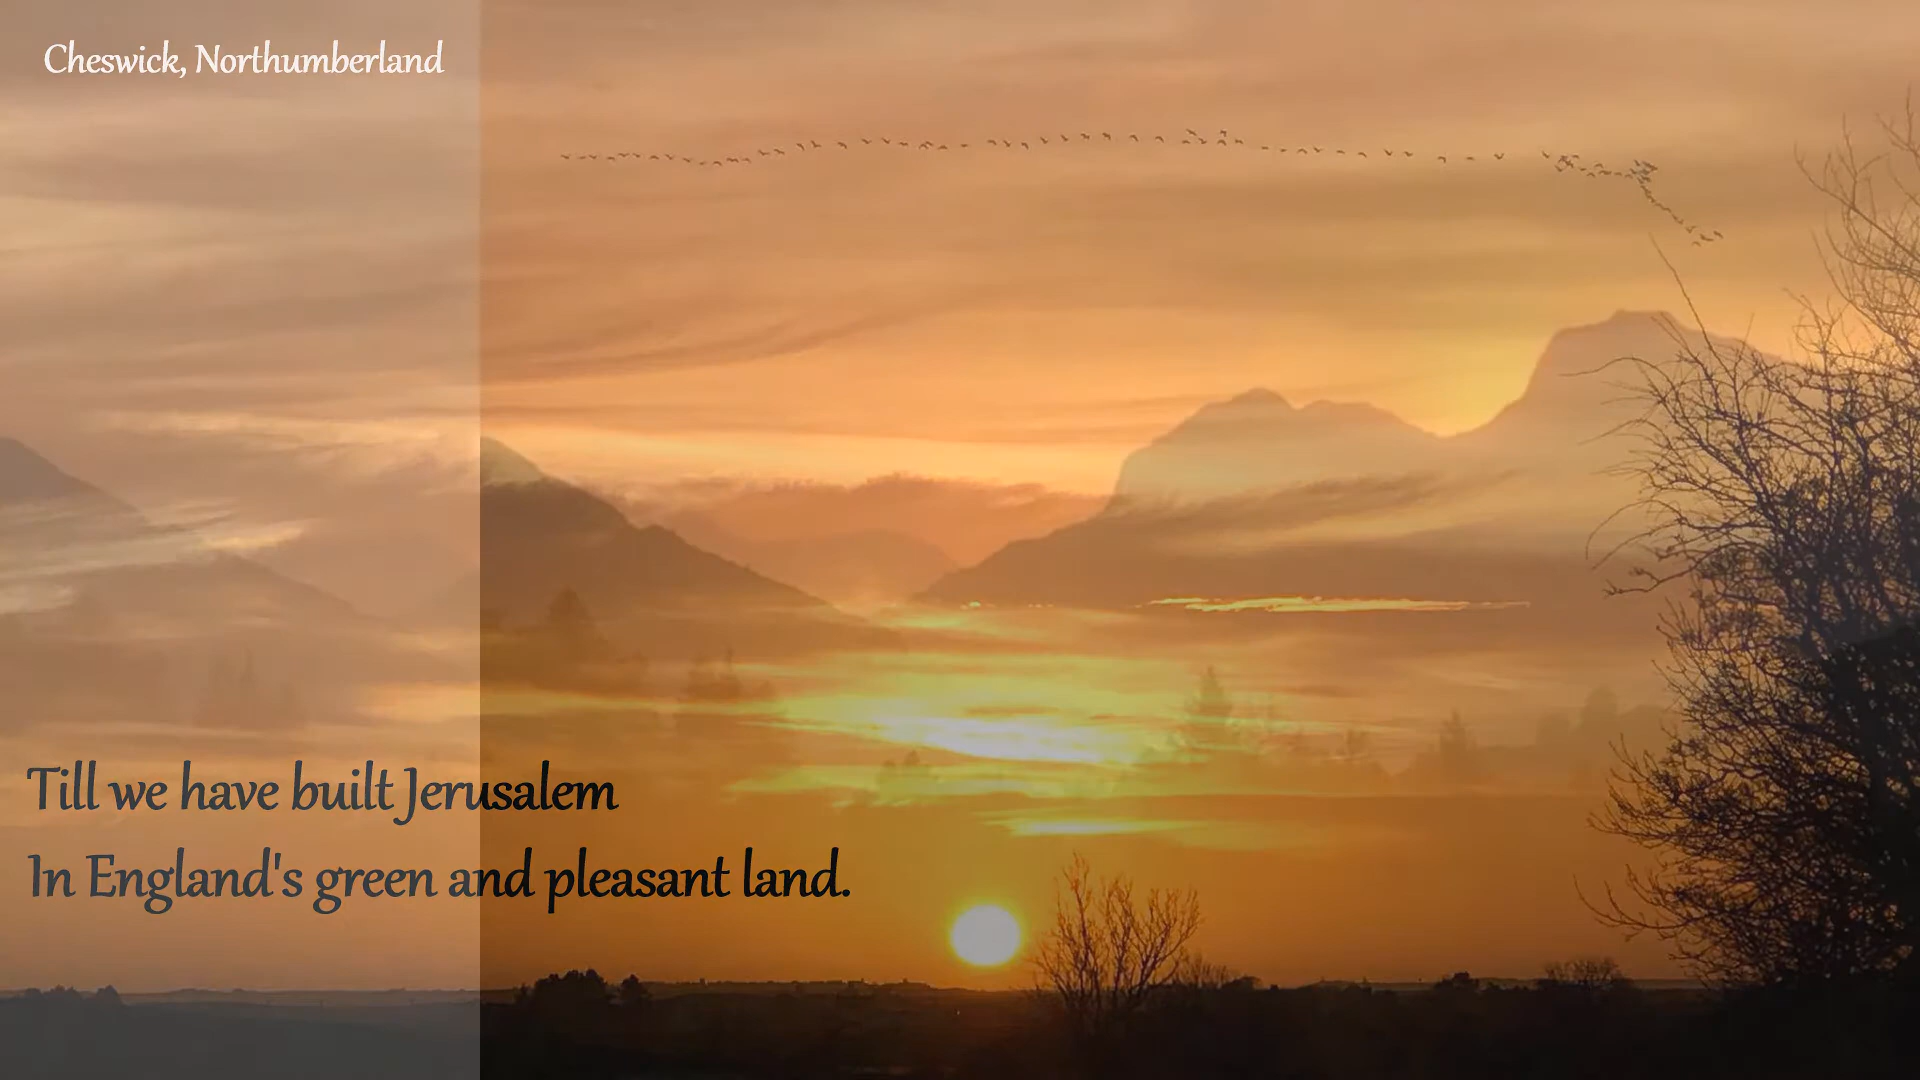 Cheswick, Northumberland
Till we have built Jerusalem
In England's green and pleasant land.